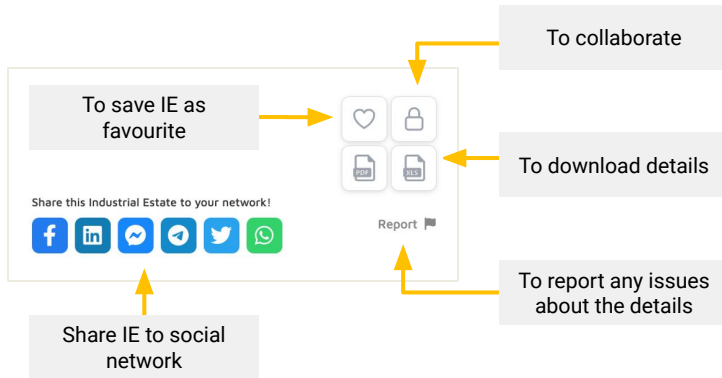 To collaborate
To save IE as
favourite
To download details
PDF
XLS
Share this Industrial Estate to your network!
Report
To report any issues
about the details
Share IE to social
network